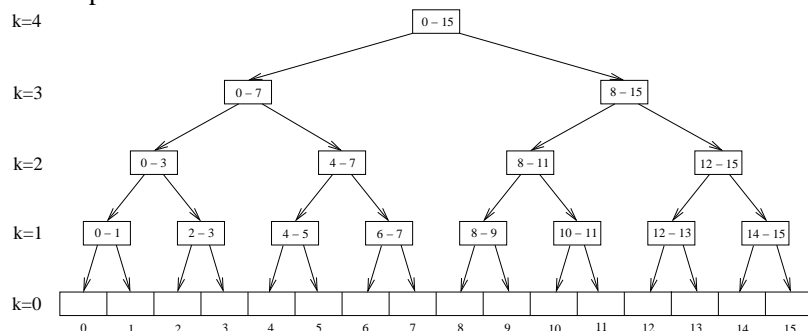 k=4 0 – 15
k=3 0 – 7 8 – 15
k=2 0 – 3 4 – 7 8 – 11 12 – 15
k=1 0 – 1 2 – 3 4 – 5 6 – 7 8 – 9 10 – 11 12 – 13 14 – 15
k=0
0 1 2 3 4 5 6 7 8 9 10 11 12 13 14 15